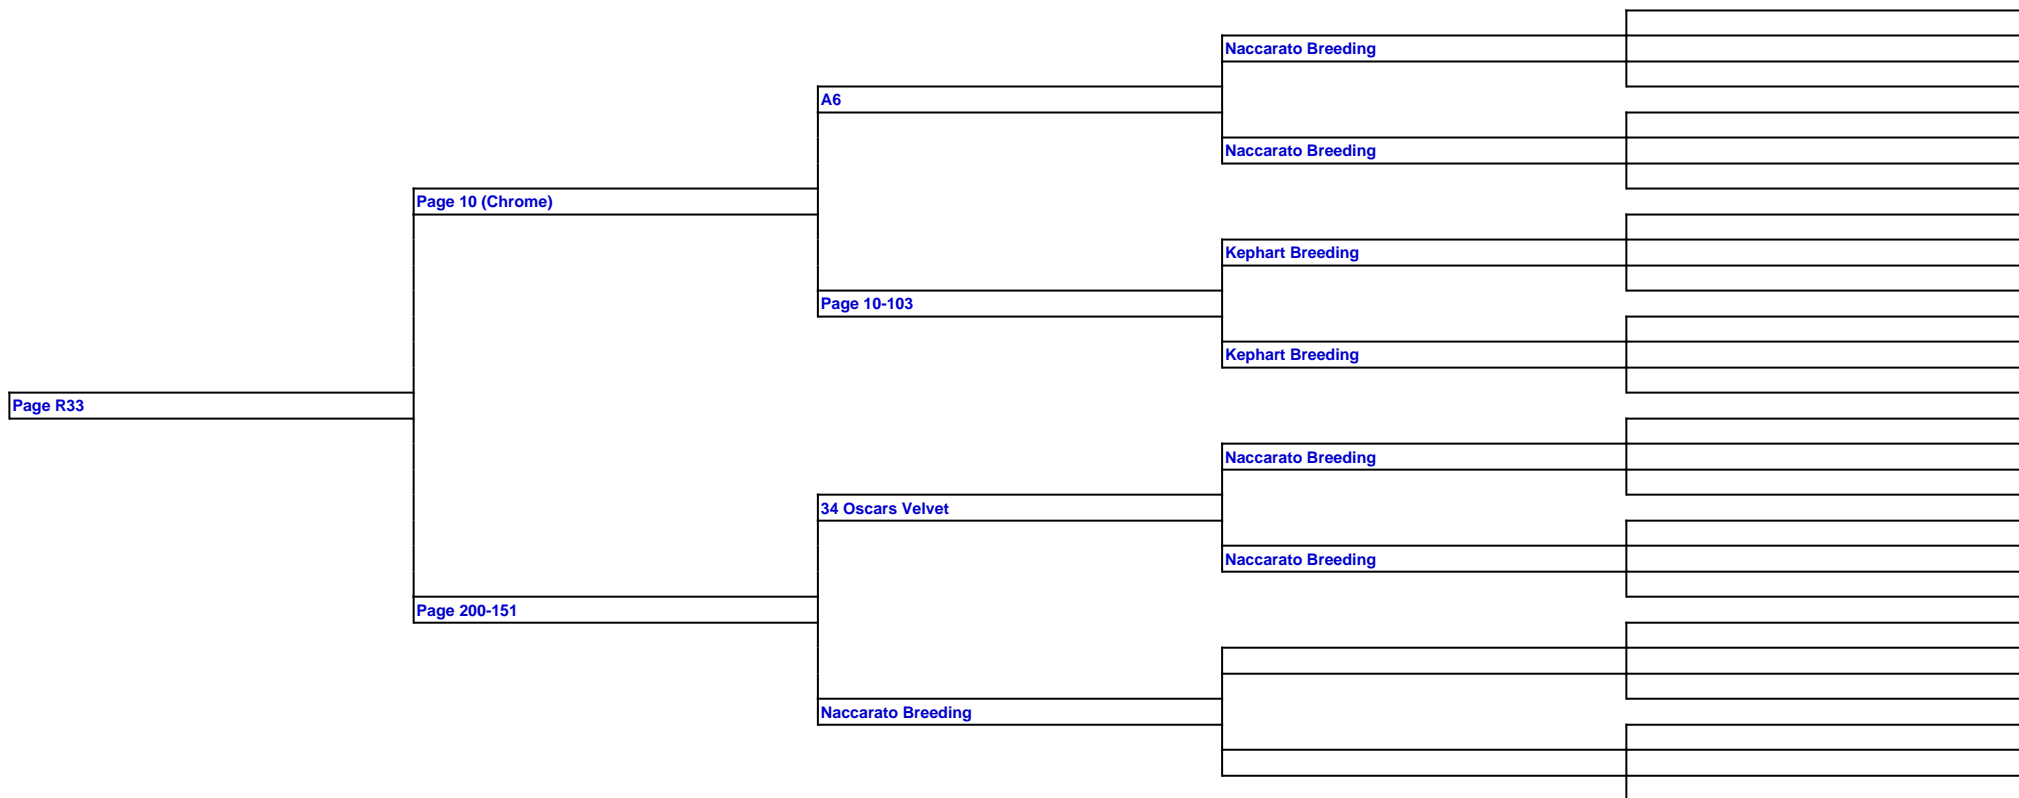 Naccarato Breeding
A6
Naccarato Breeding
Page 10 (Chrome)
Kephart Breeding
Page 10-103
Kephart Breeding
Page R33
Naccarato Breeding
34 Oscars Velvet
Naccarato Breeding
Page 200-151
Naccarato Breeding